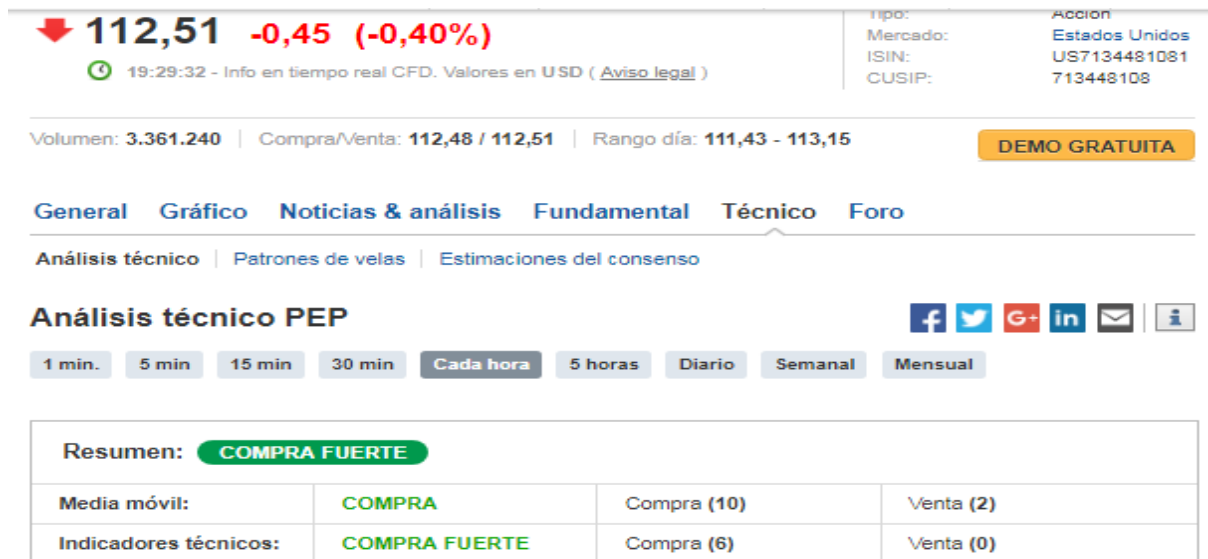 112,51 -0,45 (-0,40%)
19:29:32 - Info en tiempo real CFD. Valores en USD ( Aviso legal )
Tipo: Acción
Mercado: Estados Unidos
ISIN: US7134481081
CUSIP: 713448108
Volumen: 3.361.240 | Compra/Venta: 112,48 / 112,51 | Rango día: 111,43 - 113,15
DEMO GRATUITA
General Gráfico Noticias & análisis Fundamental Técnico Foro
Análisis técnico | Patrones de velas | Estimaciones del consenso
Análisis técnico PEP
1 min. 5 min 15 min 30 min Cada hora 5 horas Diario Semanal Mensual
Resumen: COMPRA FUERTE
Media móvil: COMPRA Compra (10) Venta (2)
Indicadores técnicos: COMPRA FUERTE Compra (6) Venta (0)